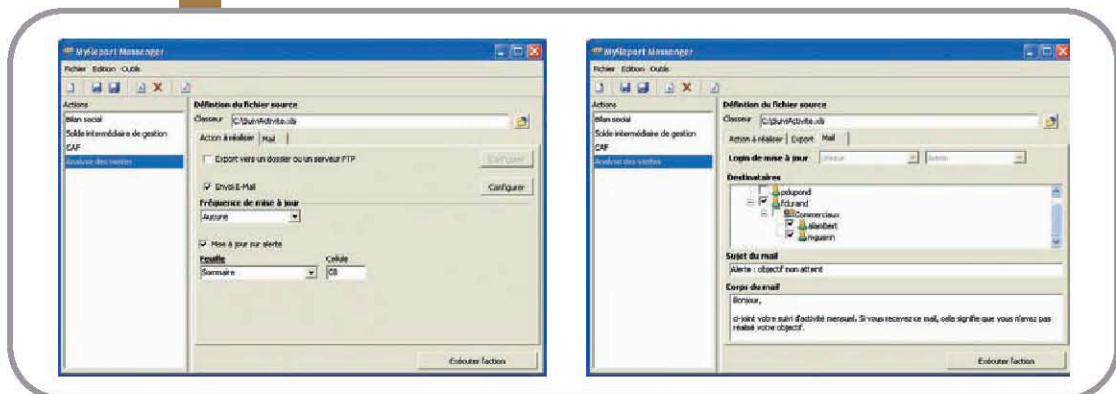 MyReport Messenger
Fichier Edition Outils
Actions
Bilan social
Solde intermédiaire de gestion
CAF
Analyse des ventes
Définition du fichier source
Classeur C:\SuiviActivite.xls
Action à réaliser Mail
Export vers un dossier ou un serveur FTP Configurer
Envoi E-Mail Configurer
Fréquence de mise à jour
Aucune
Mise à jour sur alerte
Feuille Cellule
Sommaire C8
Exécuter l'action
MyReport Messenger
Fichier Edition Outils
Actions
Bilan social
Solde intermédiaire de gestion
CAF
Analyse des ventes
Définition du fichier source
Classeur C:\SuiviActivite.xls
Action à réaliser Export Mail
Login de mise à jour Unique Admin
Destinataires
pdupond
fdurand
Commerciaux
alambert
mguerin
Sujet du mail
Alerte : objectif non atteint
Corps du mail
Bonjour,
ci-joint votre suivi d'activité mensuel. Si vous recevez ce mail, cela signifie que vous n'avez pas
réalisé votre objectif.
Exécuter l'action